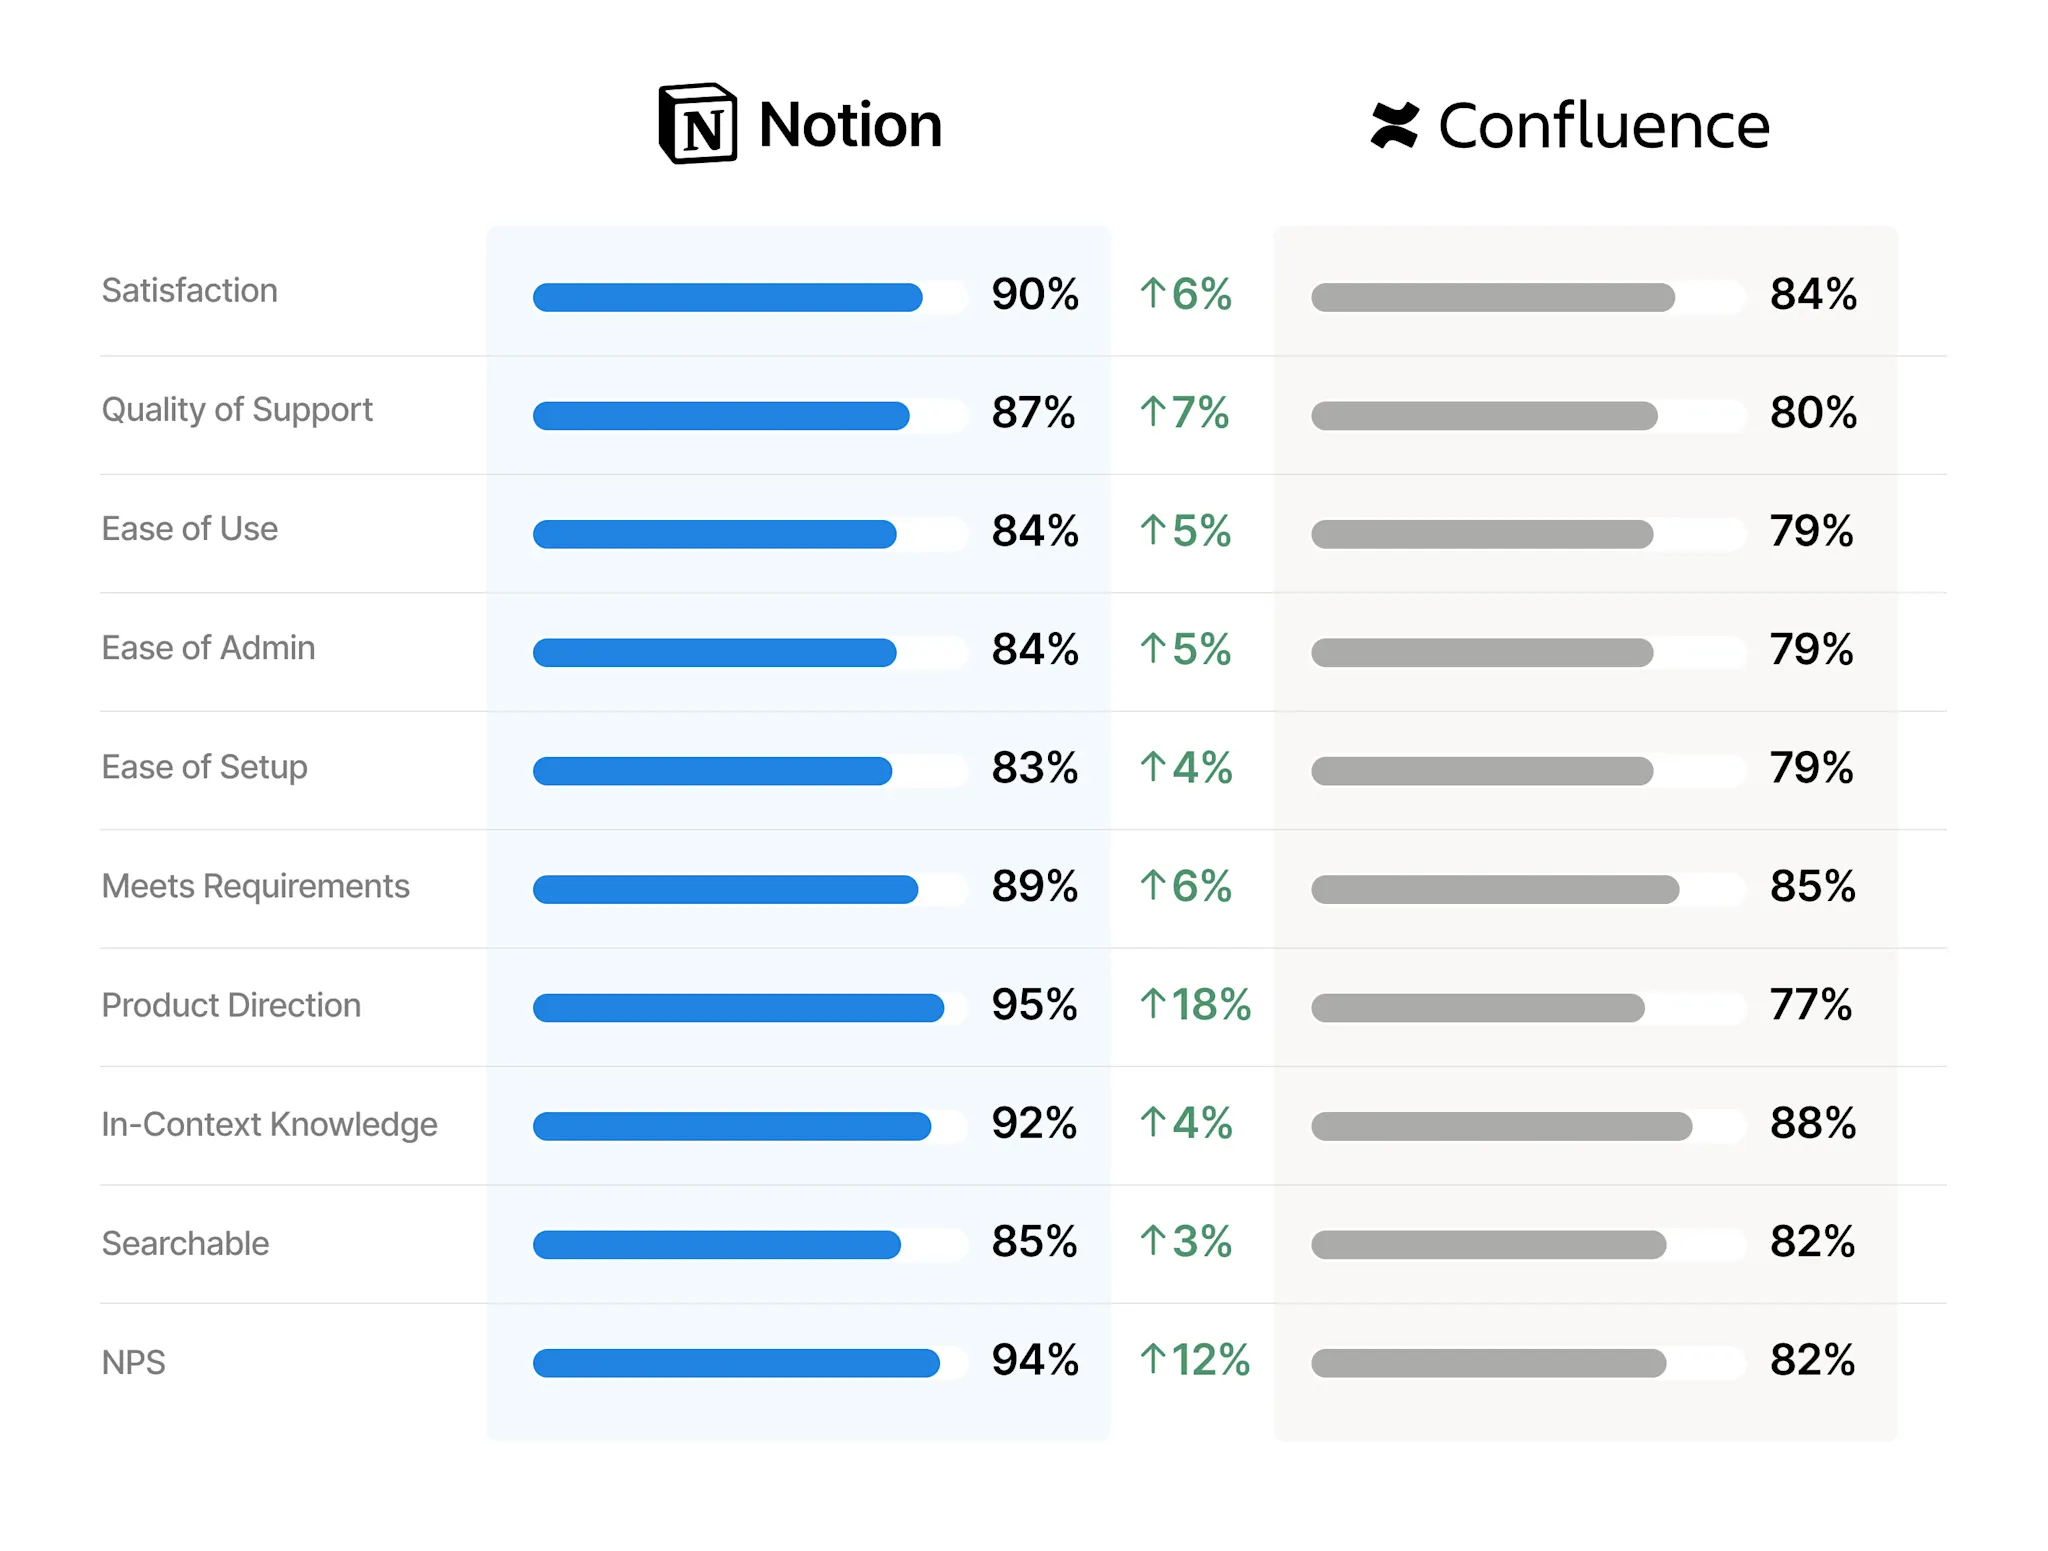 Notion Confluence
Satisfaction 90% ↑6% 84%
Quality of Support 87% ↑7% 80%
Ease of Use 84% ↑5% 79%
Ease of Admin 84% ↑5% 79%
Ease of Setup 83% ↑4% 79%
Meets Requirements 89% ↑6% 85%
Product Direction 95% ↑18% 77%
In-Context Knowledge 92% ↑4% 88%
Searchable 85% ↑3% 82%
NPS 94% ↑12% 82%